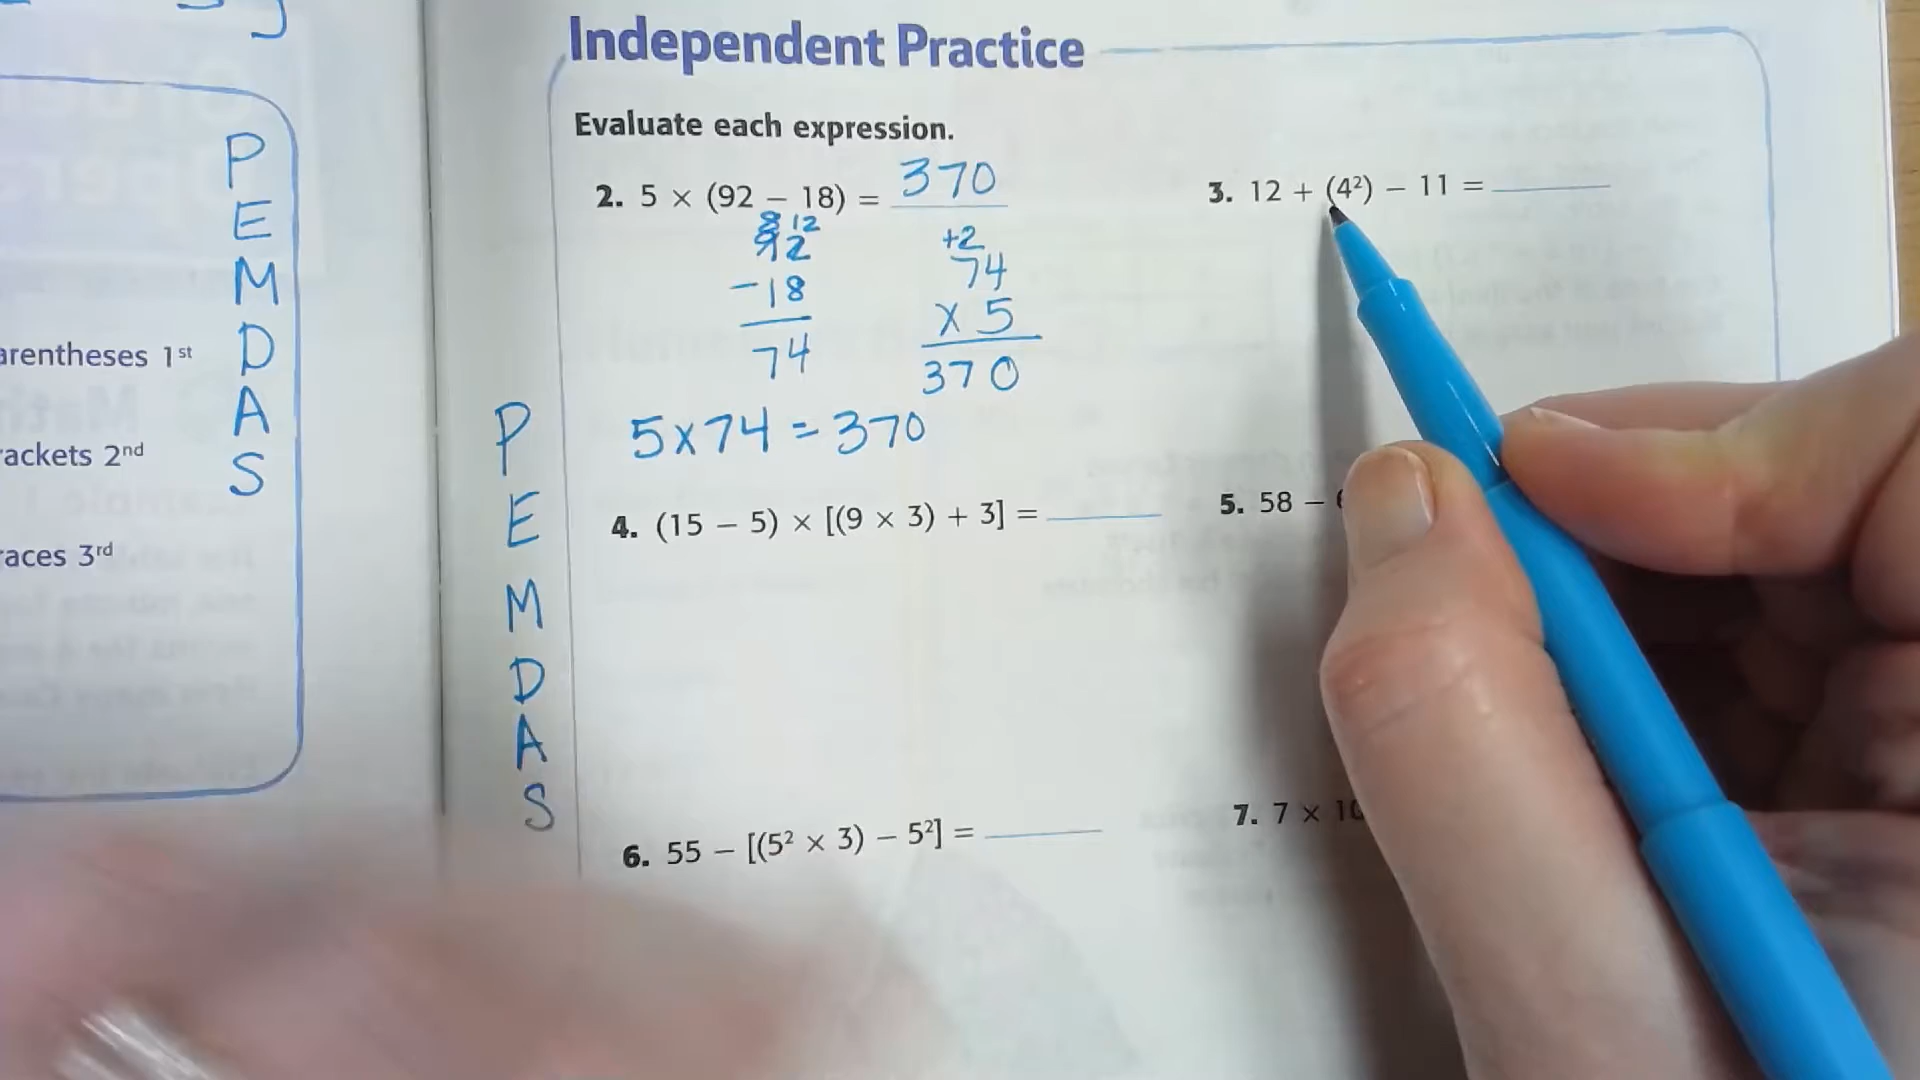 Independent Practice
Evaluate each expression.
2. 5 × (92 – 18) = 370
8 12
92
-18
74
+2
74
x 5
370
5x74 = 370
3. 12 + (4²) – 11 =
4. (15 – 5) × [(9 × 3) + 3] =
5. 58 –
6. 55 – [(5² × 3) – 5²] =
7. 7 × 10
P
E
M
D
A
S
P
E
M
D
A
S
arentheses 1st
rackets 2nd
races 3rd